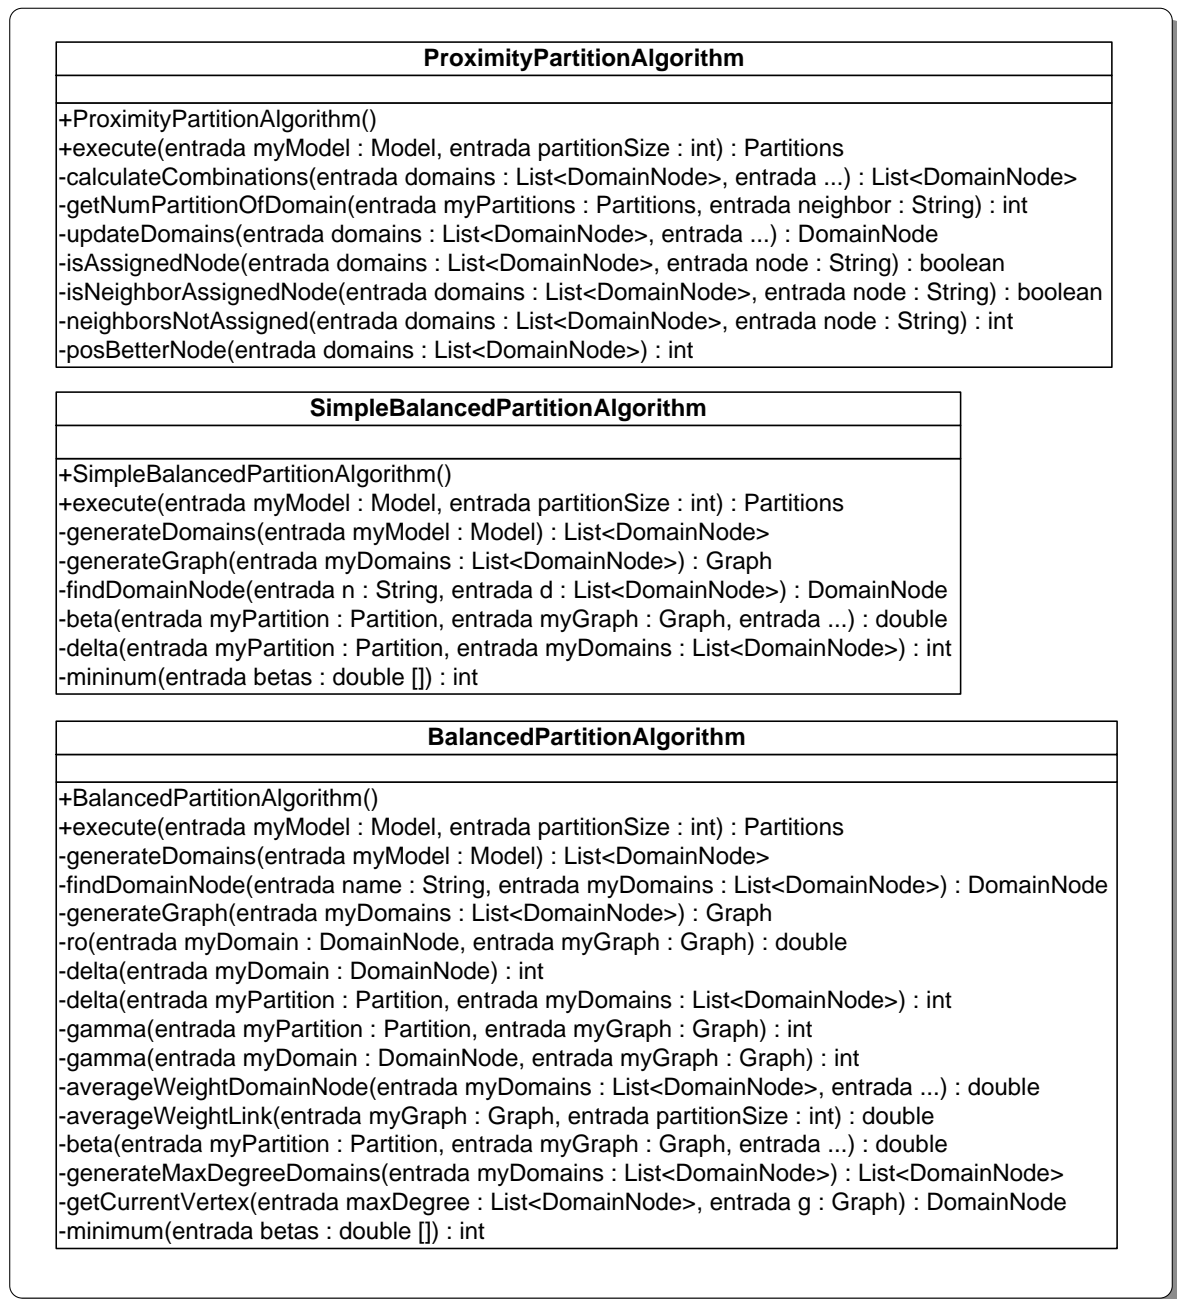 ProximityPartitionAlgorithm
+ProximityPartitionAlgorithm()
+execute(entrada myModel : Model, entrada partitionSize : int) : Partitions
-calculateCombinations(entrada domains : List<DomainNode>, entrada ...) : List<DomainNode>
-getNumPartitionOfDomain(entrada myPartitions : Partitions, entrada neighbor : String) : int
-updateDomains(entrada domains : List<DomainNode>, entrada ...) : DomainNode
-isAssignedNode(entrada domains : List<DomainNode>, entrada node : String) : boolean
-isNeighborAssignedNode(entrada domains : List<DomainNode>, entrada node : String) : boolean
-neighborsNotAssigned(entrada domains : List<DomainNode>, entrada node : String) : int
-posBetterNode(entrada domains : List<DomainNode>) : int
SimpleBalancedPartitionAlgorithm
+SimpleBalancedPartitionAlgorithm()
+execute(entrada myModel : Model, entrada partitionSize : int) : Partitions
-generateDomains(entrada myModel : Model) : List<DomainNode>
-generateGraph(entrada myDomains : List<DomainNode>) : Graph
-findDomainNode(entrada n : String, entrada d : List<DomainNode>) : DomainNode
-beta(entrada myPartition : Partition, entrada myGraph : Graph, entrada ...) : double
-delta(entrada myPartition : Partition, entrada myDomains : List<DomainNode>) : int
-mininum(entrada betas : double []) : int
BalancedPartitionAlgorithm
+BalancedPartitionAlgorithm()
+execute(entrada myModel : Model, entrada partitionSize : int) : Partitions
-generateDomains(entrada myModel : Model) : List<DomainNode>
-findDomainNode(entrada name : String, entrada myDomains : List<DomainNode>) : DomainNode
-generateGraph(entrada myDomains : List<DomainNode>) : Graph
-ro(entrada myDomain : DomainNode, entrada myGraph : Graph) : double
-delta(entrada myDomain : DomainNode) : int
-delta(entrada myPartition : Partition, entrada myDomains : List<DomainNode>) : int
-gamma(entrada myPartition : Partition, entrada myGraph : Graph) : int
-gamma(entrada myDomain : DomainNode, entrada myGraph : Graph) : int
-averageWeightDomainNode(entrada myDomains : List<DomainNode>, entrada ...) : double
-averageWeightLink(entrada myGraph : Graph, entrada partitionSize : int) : double
-beta(entrada myPartition : Partition, entrada myGraph : Graph, entrada ...) : double
-generateMaxDegreeDomains(entrada myDomains : List<DomainNode>) : List<DomainNode>
-getCurrentVertex(entrada maxDegree : List<DomainNode>, entrada g : Graph) : DomainNode
-minimum(entrada betas : double []) : int